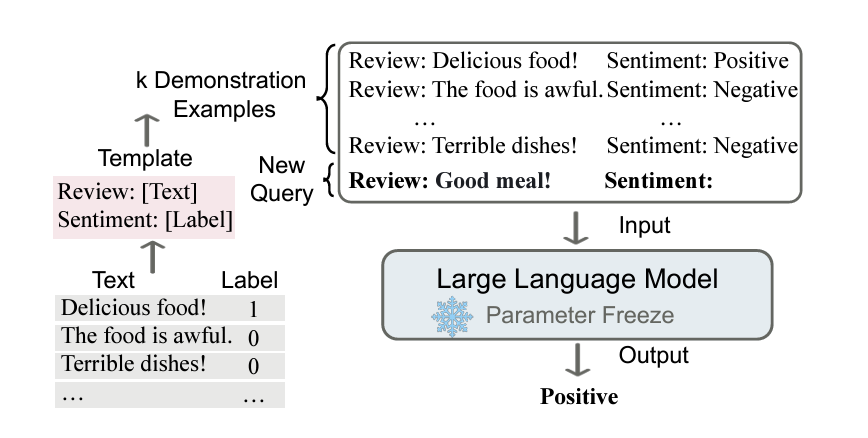 k Demonstration
Examples
Review: Delicious food! Sentiment: Positive
Review: The food is awful. Sentiment: Negative
... ...
Review: Terrible dishes! Sentiment: Negative
New
Query
Review: Good meal! Sentiment:
Template
Review: [Text]
Sentiment: [Label]
Text Label
Delicious food! 1
The food is awful. 0
Terrible dishes! 0
... ...
Input
Large Language Model
Parameter Freeze
Output
Positive